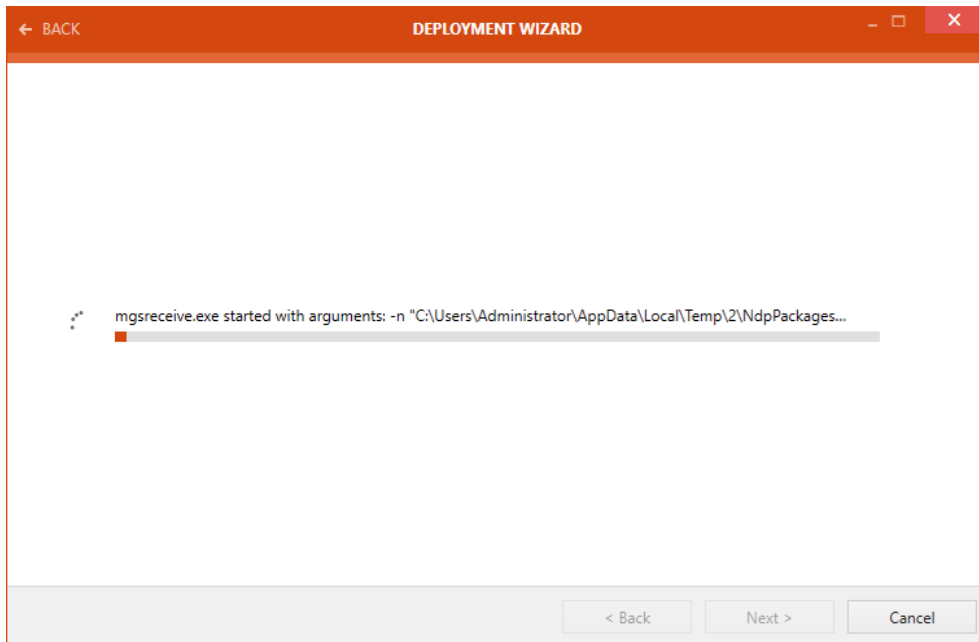 BACK
DEPLOYMENT WIZARD
mgsreceive.exe started with arguments: -n "C:\Users\Administrator\AppData\Local\Temp\2\NdpPackages...
< Back
Next >
Cancel